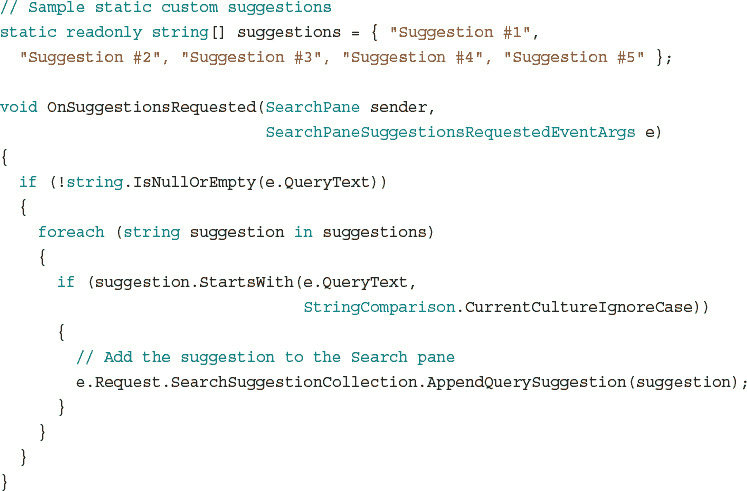 // Sample static custom suggestions
static readonly string[] suggestions = { "Suggestion #1",
  "Suggestion #2", "Suggestion #3", "Suggestion #4", "Suggestion #5" };

void OnSuggestionsRequested(SearchPane sender,
                            SearchPaneSuggestionsRequestedEventArgs e)
{
  if (!string.IsNullOrEmpty(e.QueryText))
  {
    foreach (string suggestion in suggestions)
    {
      if (suggestion.StartsWith(e.QueryText,
                                StringComparison.CurrentCultureIgnoreCase))
      {
        // Add the suggestion to the Search pane
        e.Request.SearchSuggestionCollection.AppendQuerySuggestion(suggestion);
      }
    }
  }
}